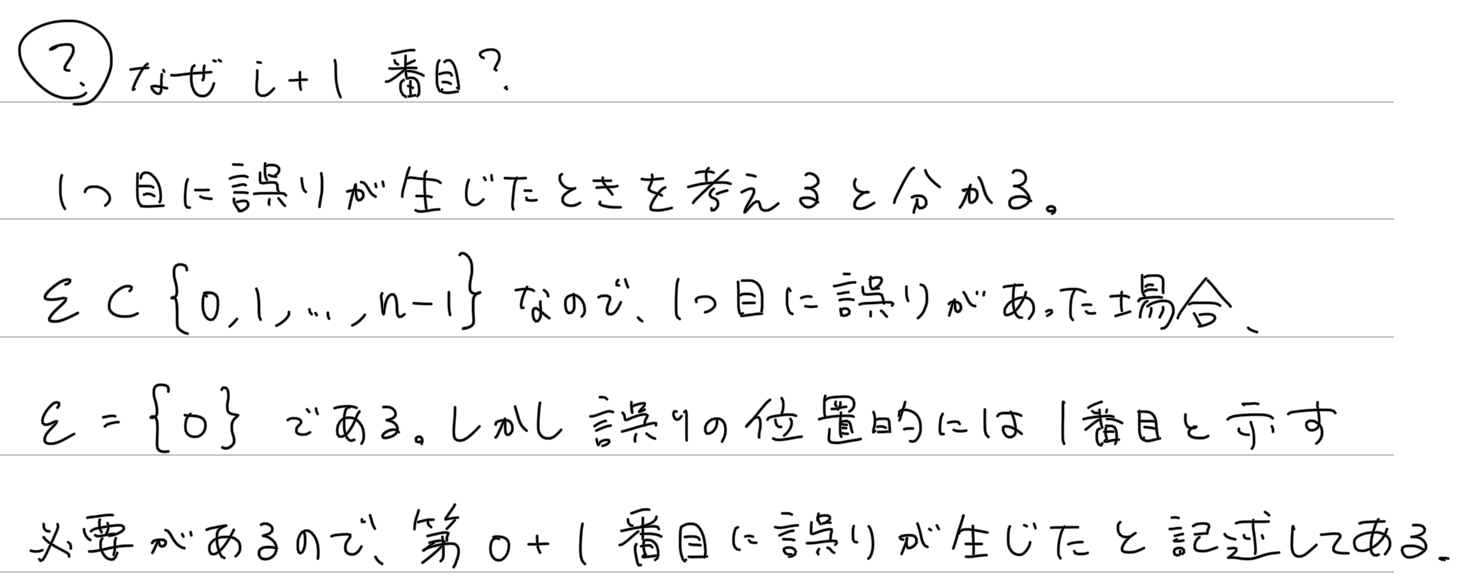 ? なぜ i+1 番目?
1つ目に誤りが生じたときを考えると分かる。
ε ⊂ {0,1,…,n-1} なので、1つ目に誤りがあった場合、
ε = {0} である。しかし誤りの位置的には1番目と示す
必要があるので、第0+1番目に誤りが生じたと記述してある。